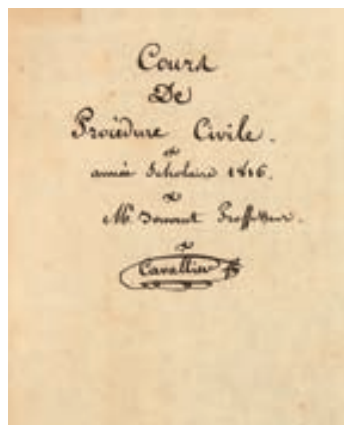 Cours
De
Procédure Civile.
année Scholaire 1816.
Mr. Professeur.
Cavallier